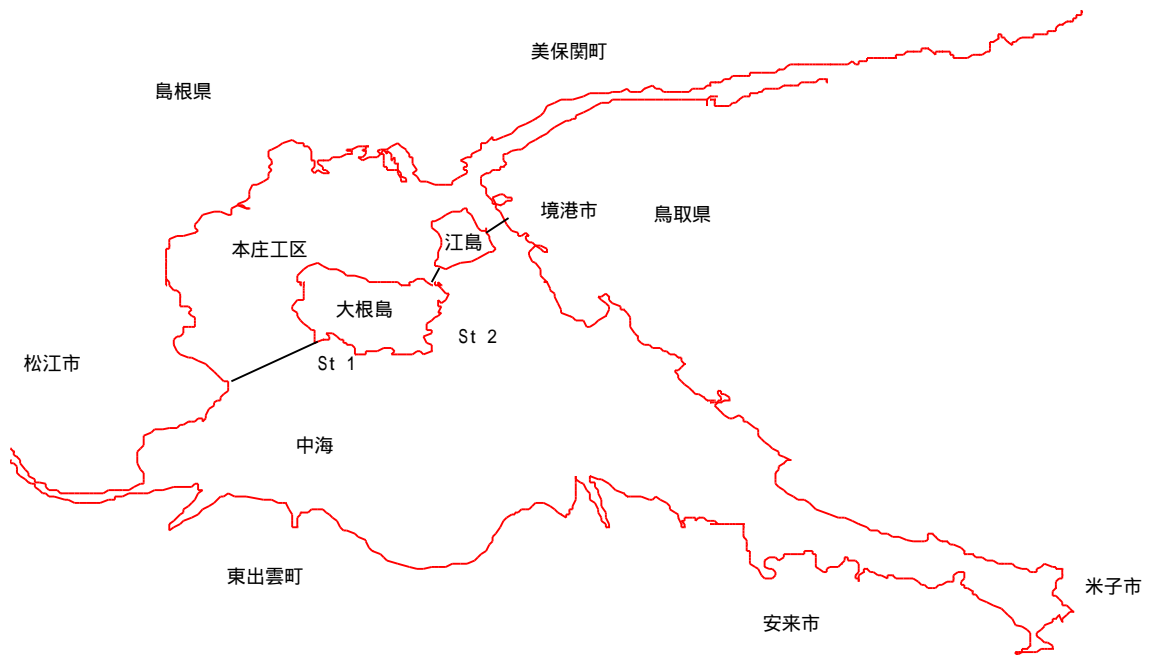 美保関町
島根県
境港市
鳥取県
江島
本庄工区
大根島
St 2
松江市
St 1
中海
東出雲町
米子市
安来市